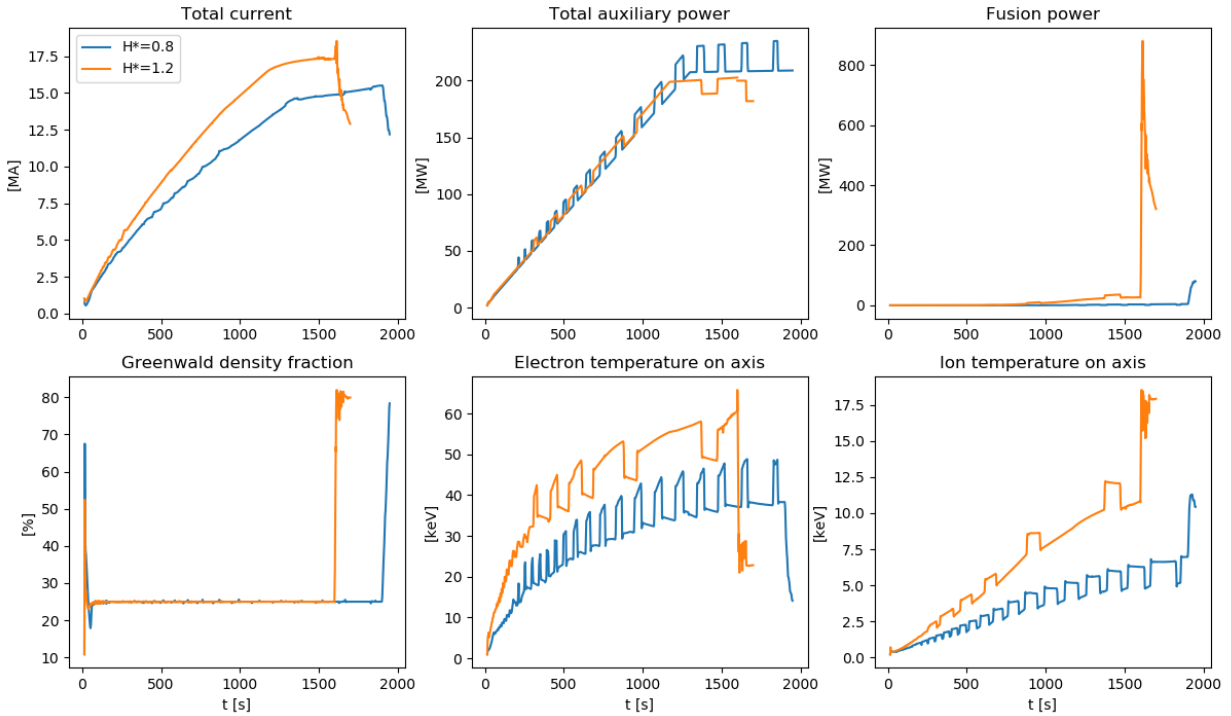 Total current
[MA]
17.5
15.0
12.5
10.0
7.5
5.0
2.5
0.0
H*=0.8
H*=1.2
0 500 1000 1500 2000
Total auxiliary power
[MW]
200
150
100
50
0
0 500 1000 1500 2000
Fusion power
[MW]
800
600
400
200
0
0 500 1000 1500 2000
Greenwald density fraction
[%]
80
70
60
50
40
30
20
10
0 500 1000 1500 2000
t [s]
Electron temperature on axis
[keV]
60
50
40
30
20
10
0
0 500 1000 1500 2000
t [s]
Ion temperature on axis
[keV]
17.5
15.0
12.5
10.0
7.5
5.0
2.5
0.0
0 500 1000 1500 2000
t [s]